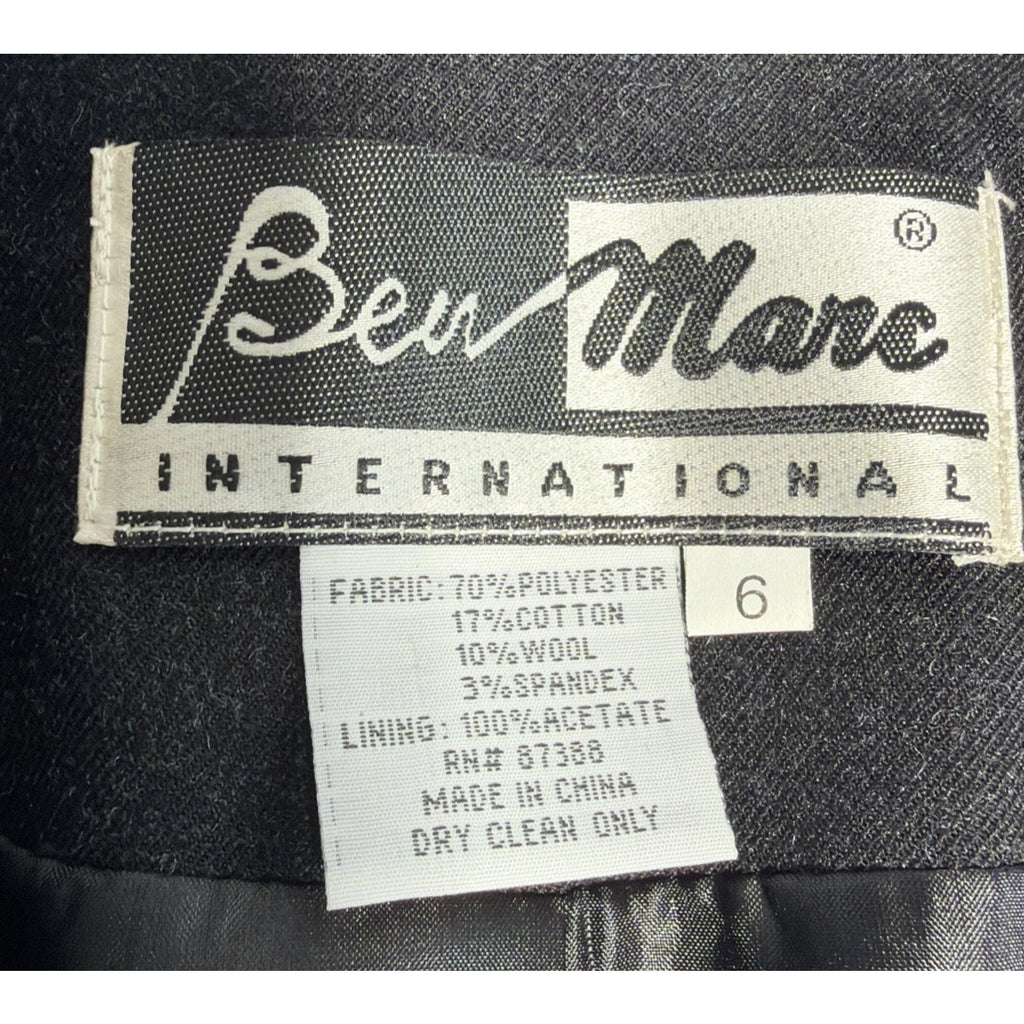 Ben Marc ®
INTERNATIONAL
6
FABRIC: 70%POLYESTER
17%COTTON
10%WOOL
3%SPANDEX
LINING: 100%ACETATE
RN# 87388
MADE IN CHINA
DRY CLEAN ONLY